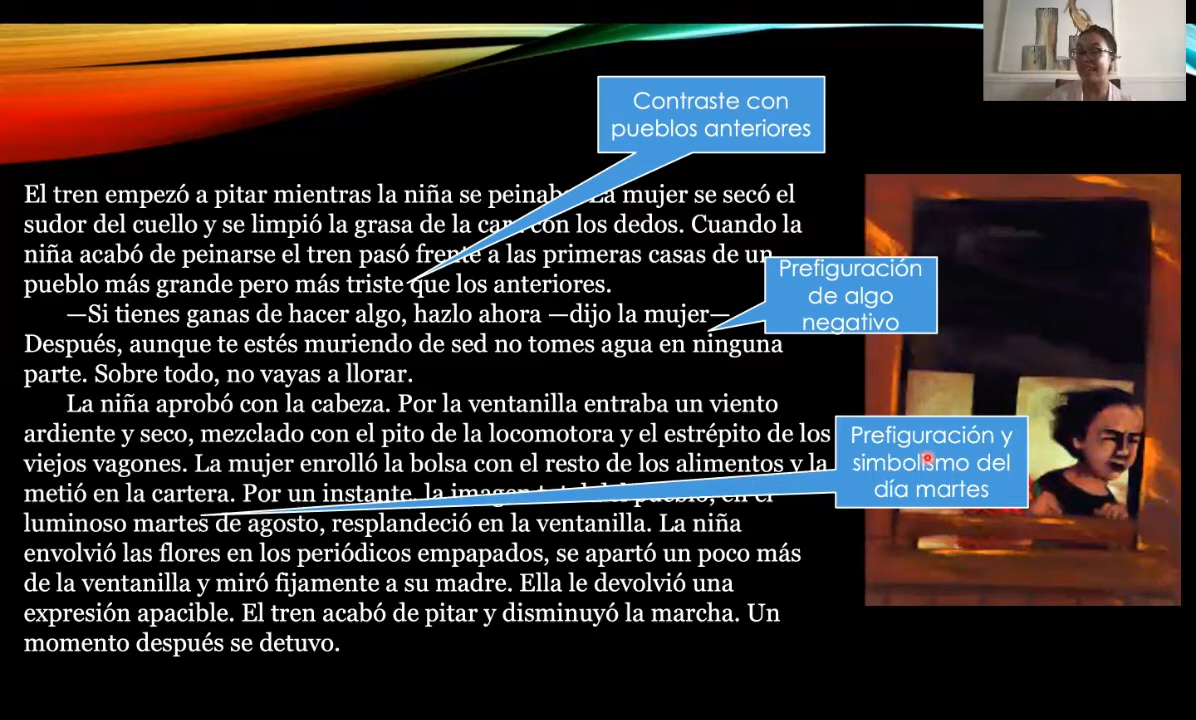 Contraste con
pueblos anteriores
El tren empezó a pitar mientras la niña se peinaba. La mujer se secó el
sudor del cuello y se limpió la grasa de la cara con los dedos. Cuando la
niña acabó de peinarse el tren pasó frente a las primeras casas de un
pueblo más grande pero más triste que los anteriores.
—Si tienes ganas de hacer algo, hazlo ahora —dijo la mujer—.
Después, aunque te estés muriendo de sed no tomes agua en ninguna
parte. Sobre todo, no vayas a llorar.
La niña aprobó con la cabeza. Por la ventanilla entraba un viento
ardiente y seco, mezclado con el pito de la locomotora y el estrépito de los
viejos vagones. La mujer enrolló la bolsa con el resto de los alimentos y la
metió en la cartera. Por un instante, la imagen total del pueblo, en el
luminoso martes de agosto, resplandeció en la ventanilla. La niña
envolvió las flores en los periódicos empapados, se apartó un poco más
de la ventanilla y miró fijamente a su madre. Ella le devolvió una
expresión apacible. El tren acabó de pitar y disminuyó la marcha. Un
momento después se detuvo.
Prefiguración
de algo
negativo
Prefiguración y
simbolismo del
día martes